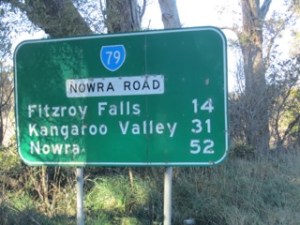 79
NOWRA ROAD
Fitzroy Falls 14
Kangaroo Valley 31
Nowra 52